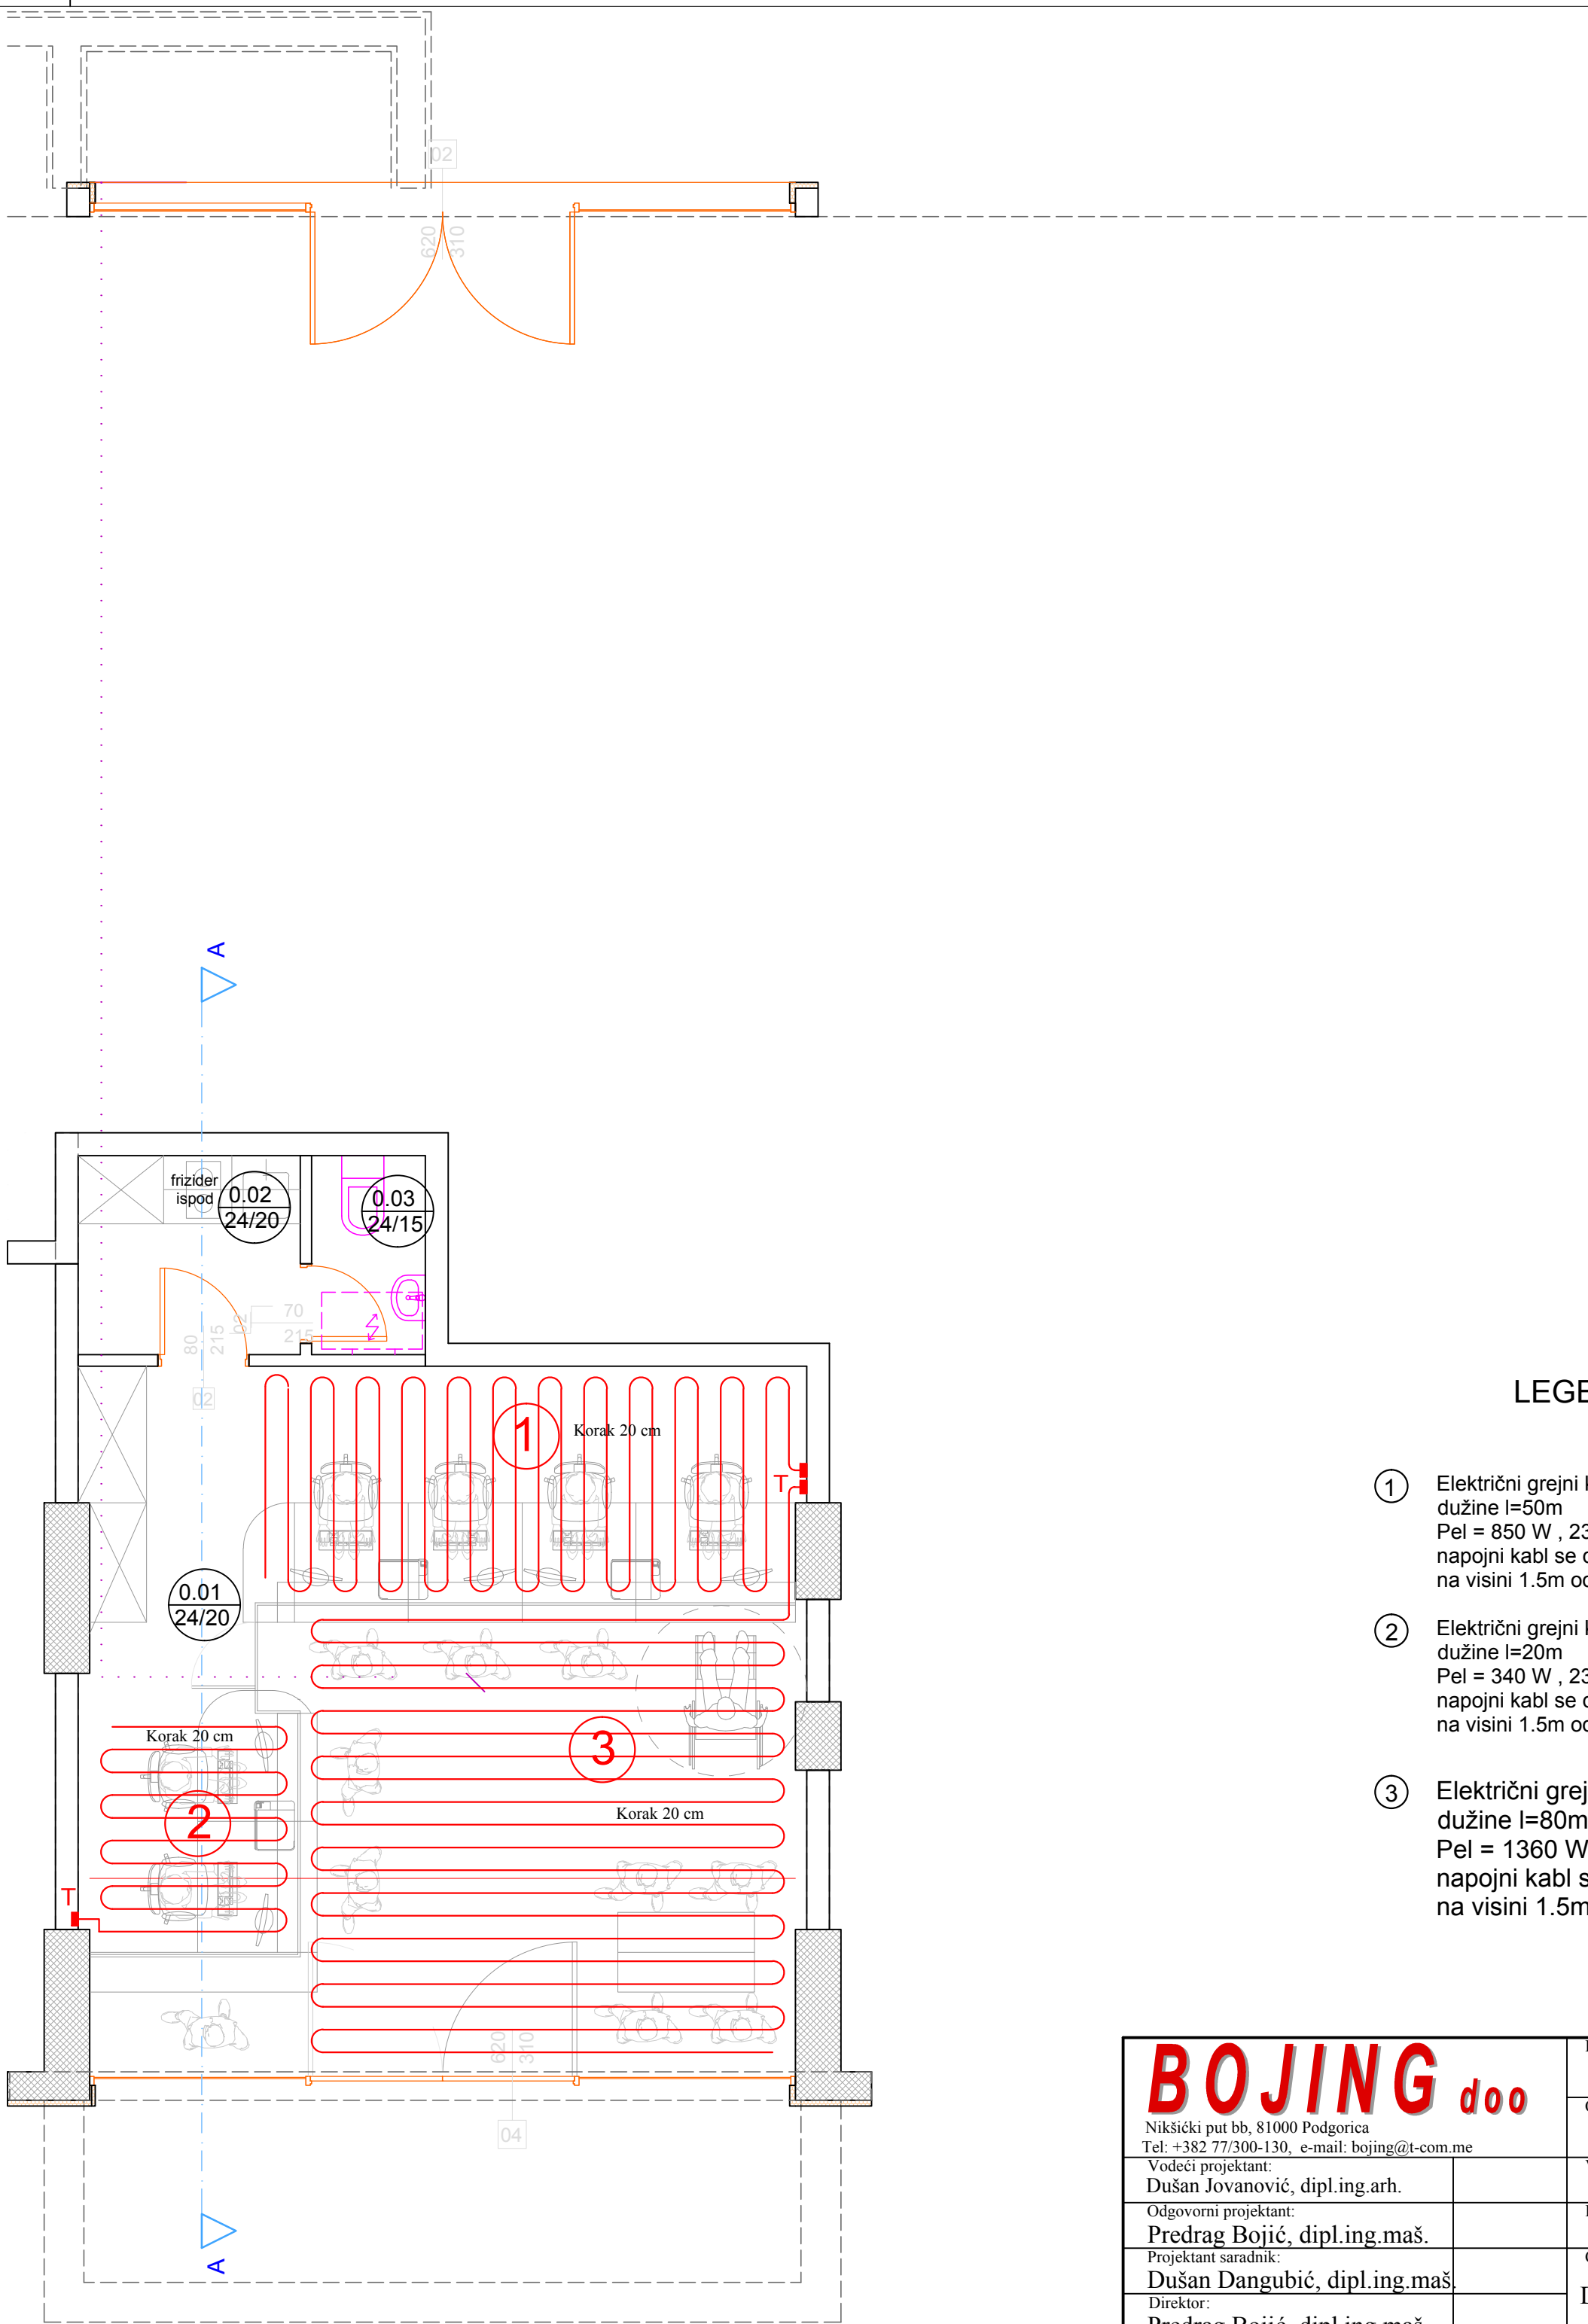 02
620
310
A
frizider
ispod
0.02
24/20
0.03
24/15
70
215
02
80
215
02
1
Korak 20 cm
T
0.01
24/20
Korak 20 cm
2
3
Korak 20 cm
T
620
310
04
A
1
Električni grejni
dužine l=50m
Pel = 850 W , 23
napojni kabl se
na visini 1.5m
2
Električni grejni
dužine l=20m
Pel = 340 W , 23
napojni kabl se
na visini 1.5m
3
Električni
dužine l=80m
Pel = 1360 W
napojni kabl
na visini 1.5m
BOJING doo
Nikšićki put bb, 81000 Podgorica
Tel: +382 77/300-130, e-mail: bojing@t-com.me
Vodeći projektant:
Dušan Jovanović, dipl.ing.arh.
Odgovorni projektant:
Predrag Bojić, dipl.ing.maš.
Projektant saradnik:
Dušan Dangubić, dipl.ing.maš.
Direktor:
Predrag Bojić, dipl.ing.maš.